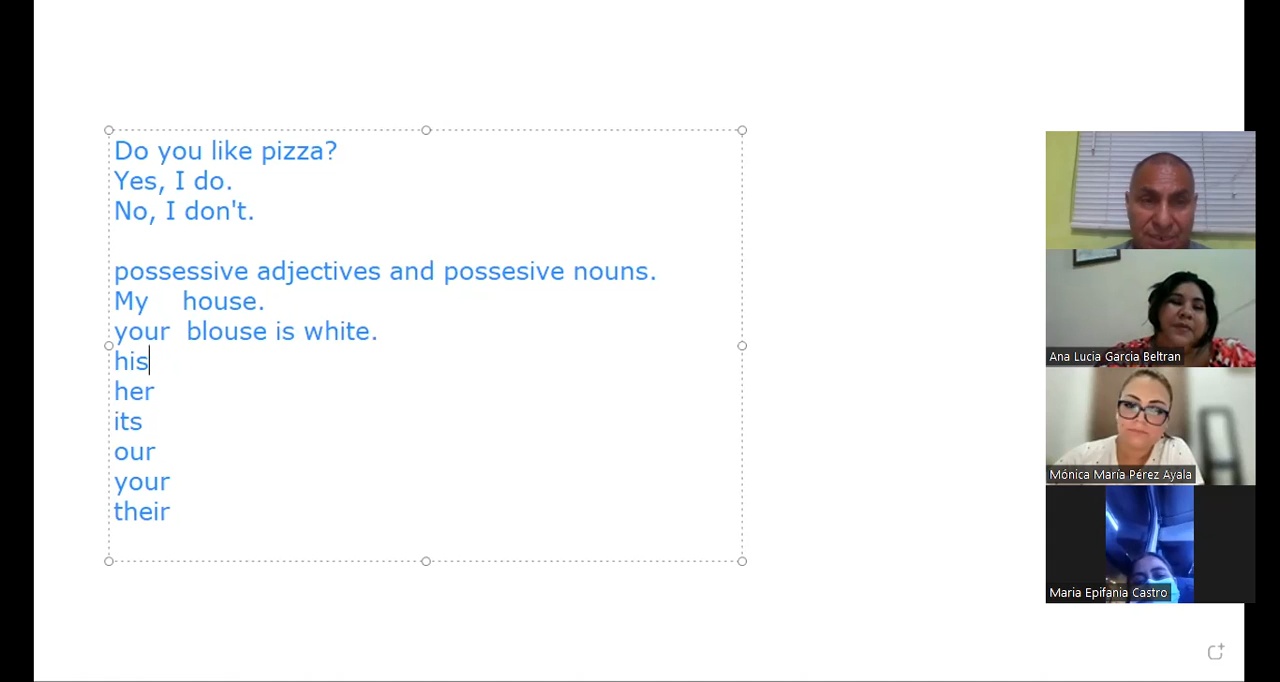 Do you like pizza?
Yes, I do.
No, I don't.
possessive adjectives and possesive nouns.
My house.
your blouse is white.
his
her
its
our
your
their
Ana Lucia Garcia Beltran
Mónica María Pérez Ayala
Maria Epifania Castro